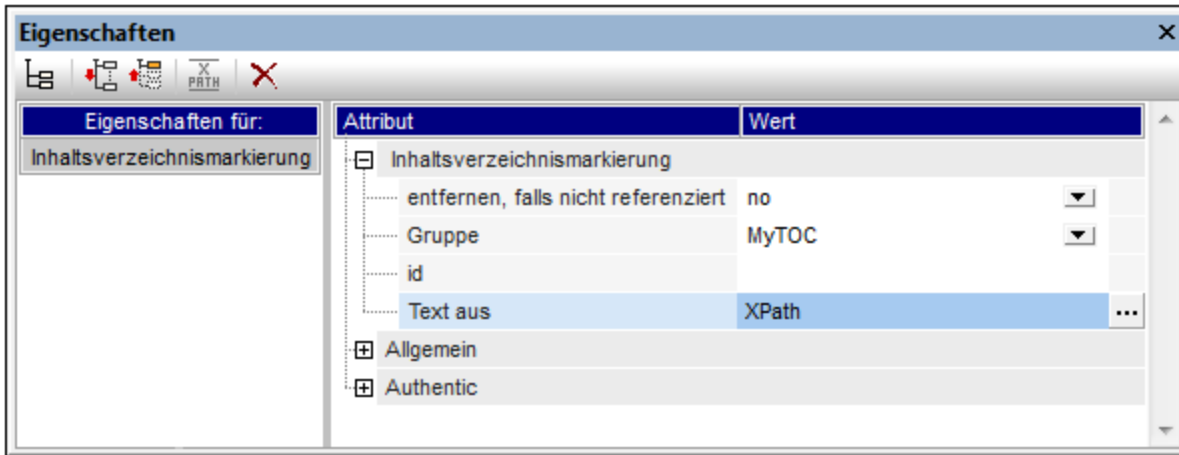 Eigenschaften
X PATH
Eigenschaften für:
Attribut Wert
Inhaltsverzeichnismarkierung
Inhaltsverzeichnismarkierung
entfernen, falls nicht referenziert no
Gruppe MyTOC
id
Text aus XPath ...
Allgemein
Authentic